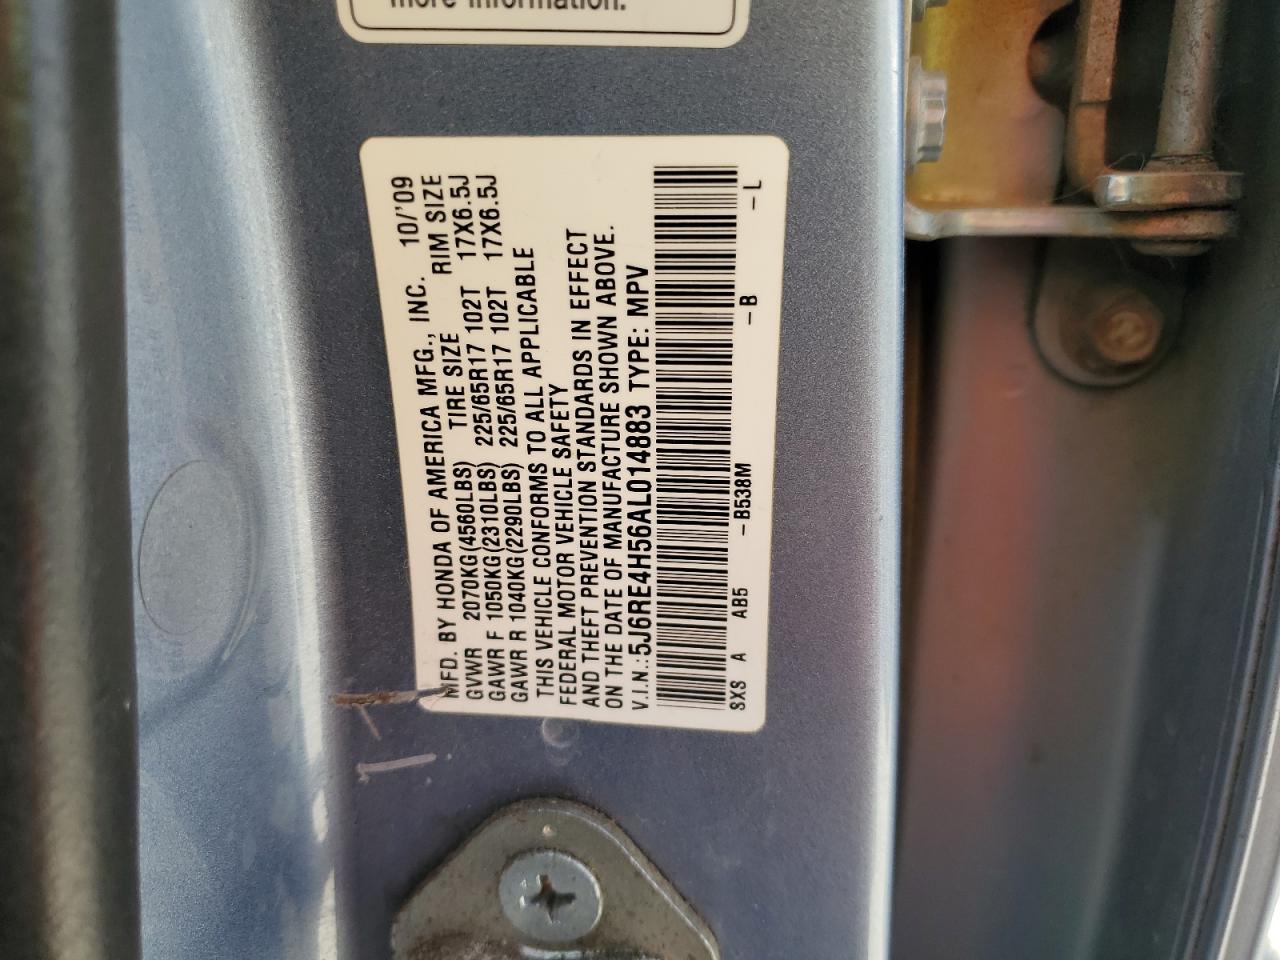 more information.
MFD. BY HONDA OF AMERICA MFG., INC. 10/'09
GVWR 2070KG(4560LBS) TIRE SIZE RIM SIZE
GAWR F 1050KG(2310LBS) 225/65R17 102T 17X6.5J
GAWR R 1040KG(2290LBS) 225/65R17 102T 17X6.5J
THIS VEHICLE CONFORMS TO ALL APPLICABLE
FEDERAL MOTOR VEHICLE SAFETY
AND THEFT PREVENTION STANDARDS IN EFFECT
ON THE DATE OF MANUFACTURE SHOWN ABOVE.
V.I.N.:5J6RE4H56AL014883 TYPE: MPV
SXS A AB5 -B538M -B -L